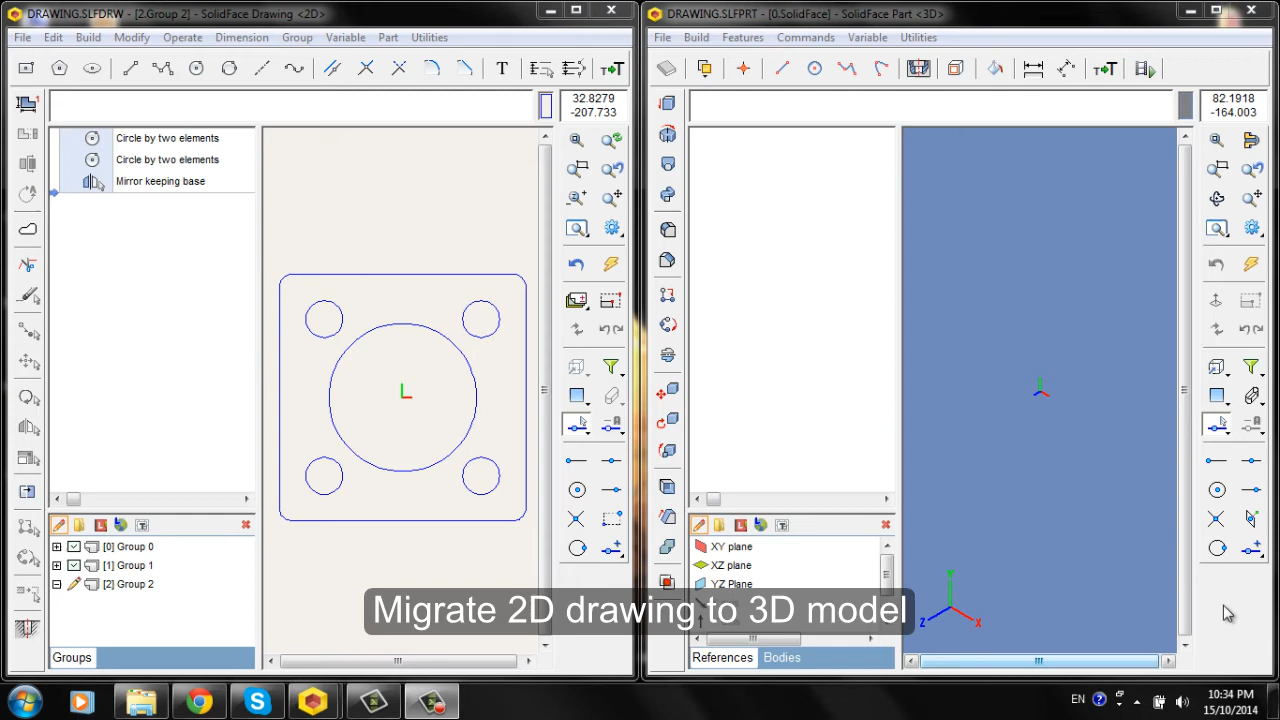 DRAWING.SLFDRW - [2.Group 2] - SolidFace Drawing <2D>
File Edit Build Modify Operate Dimension Group Variable Part Utilities
32.8279
-207.733
Circle by two elements
Circle by two elements
Mirror keeping base
[0] Group 0
[1] Group 1
[2] Group 2
Groups
DRAWING.SLFPRT - [0.SolidFace] - SolidFace Part <3D>
File Build Features Commands Variable Utilities
82.1918
-164.003
XY plane
XZ plane
YZ Plane
References Bodies
Y
Z X
Migrate 2D drawing to 3D model
EN
10:34 PM
15/10/2014